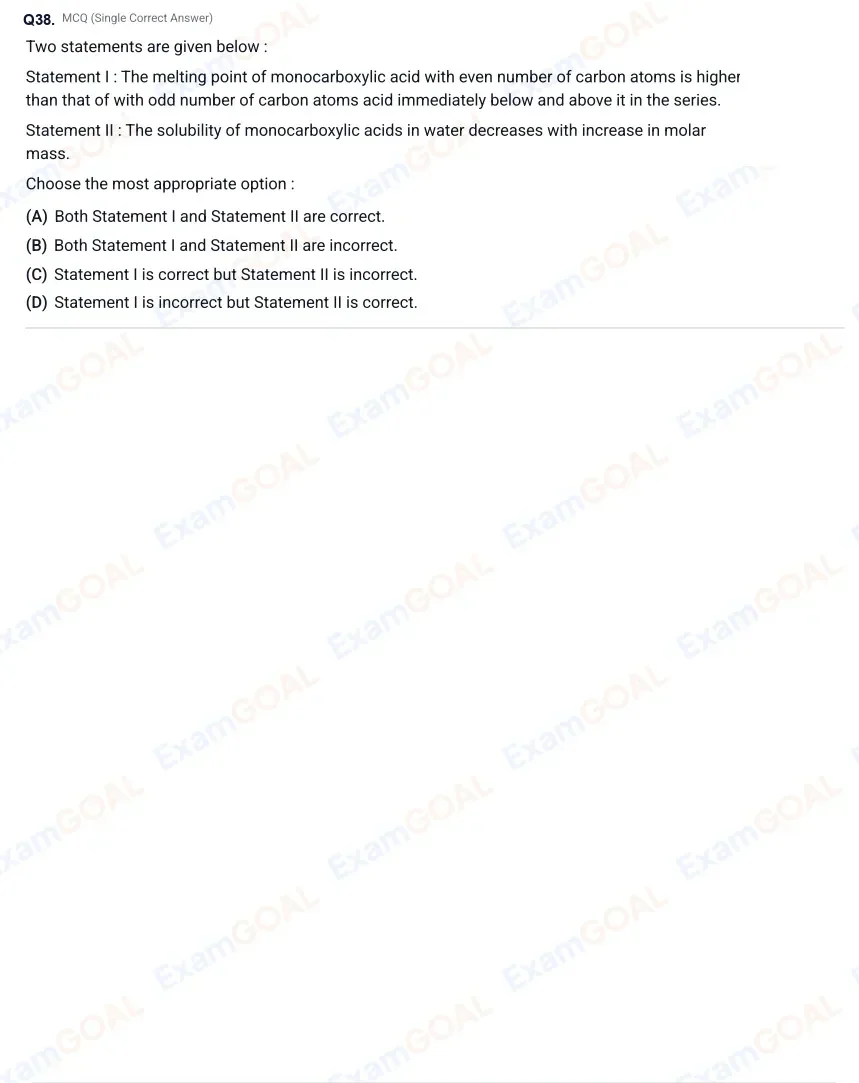 Q38. MCQ (Single Correct Answer)
Two statements are given below :
Statement I : The melting point of monocarboxylic acid with even number of carbon atoms is higher
than that of with odd number of carbon atoms acid immediately below and above it in the series.
Statement II : The solubility of monocarboxylic acids in water decreases with increase in molar
mass.
Choose the most appropriate option :
(A) Both Statement I and Statement II are correct.
(B) Both Statement I and Statement II are incorrect.
(C) Statement I is correct but Statement II is incorrect.
(D) Statement I is incorrect but Statement II is correct.
ExamGOAL